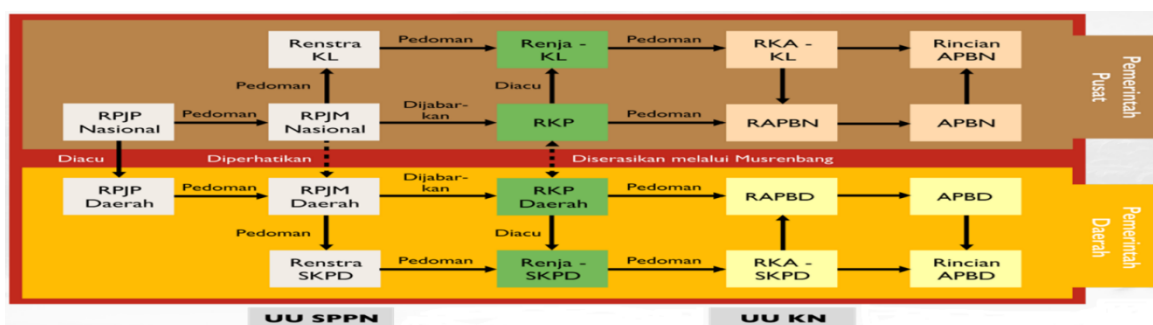 Renstra
KL
Pedoman
Renja -
KL
Pedoman
RKA -
KL
Rincian
APBN
Pemerintah
Pusat
Pedoman
Diacu
RPJP
Nasional
Pedoman
RPJM
Nasional
Dijabar-
kan
RKP
Pedoman
RAPBN
APBN
Diacu
Diperhatikan
Diserasikan melalui Musrenbang
RPJP
Daerah
Pedoman
RPJM
Daerah
Dijabar-
kan
RKP
Daerah
Pedoman
RAPBD
APBD
Pemerintah
Daerah
Pedoman
Diacu
Renstra
SKPD
Pedoman
Renja -
SKPD
Pedoman
RKA -
SKPD
Rincian
APBD
UU SPPN
UU KN